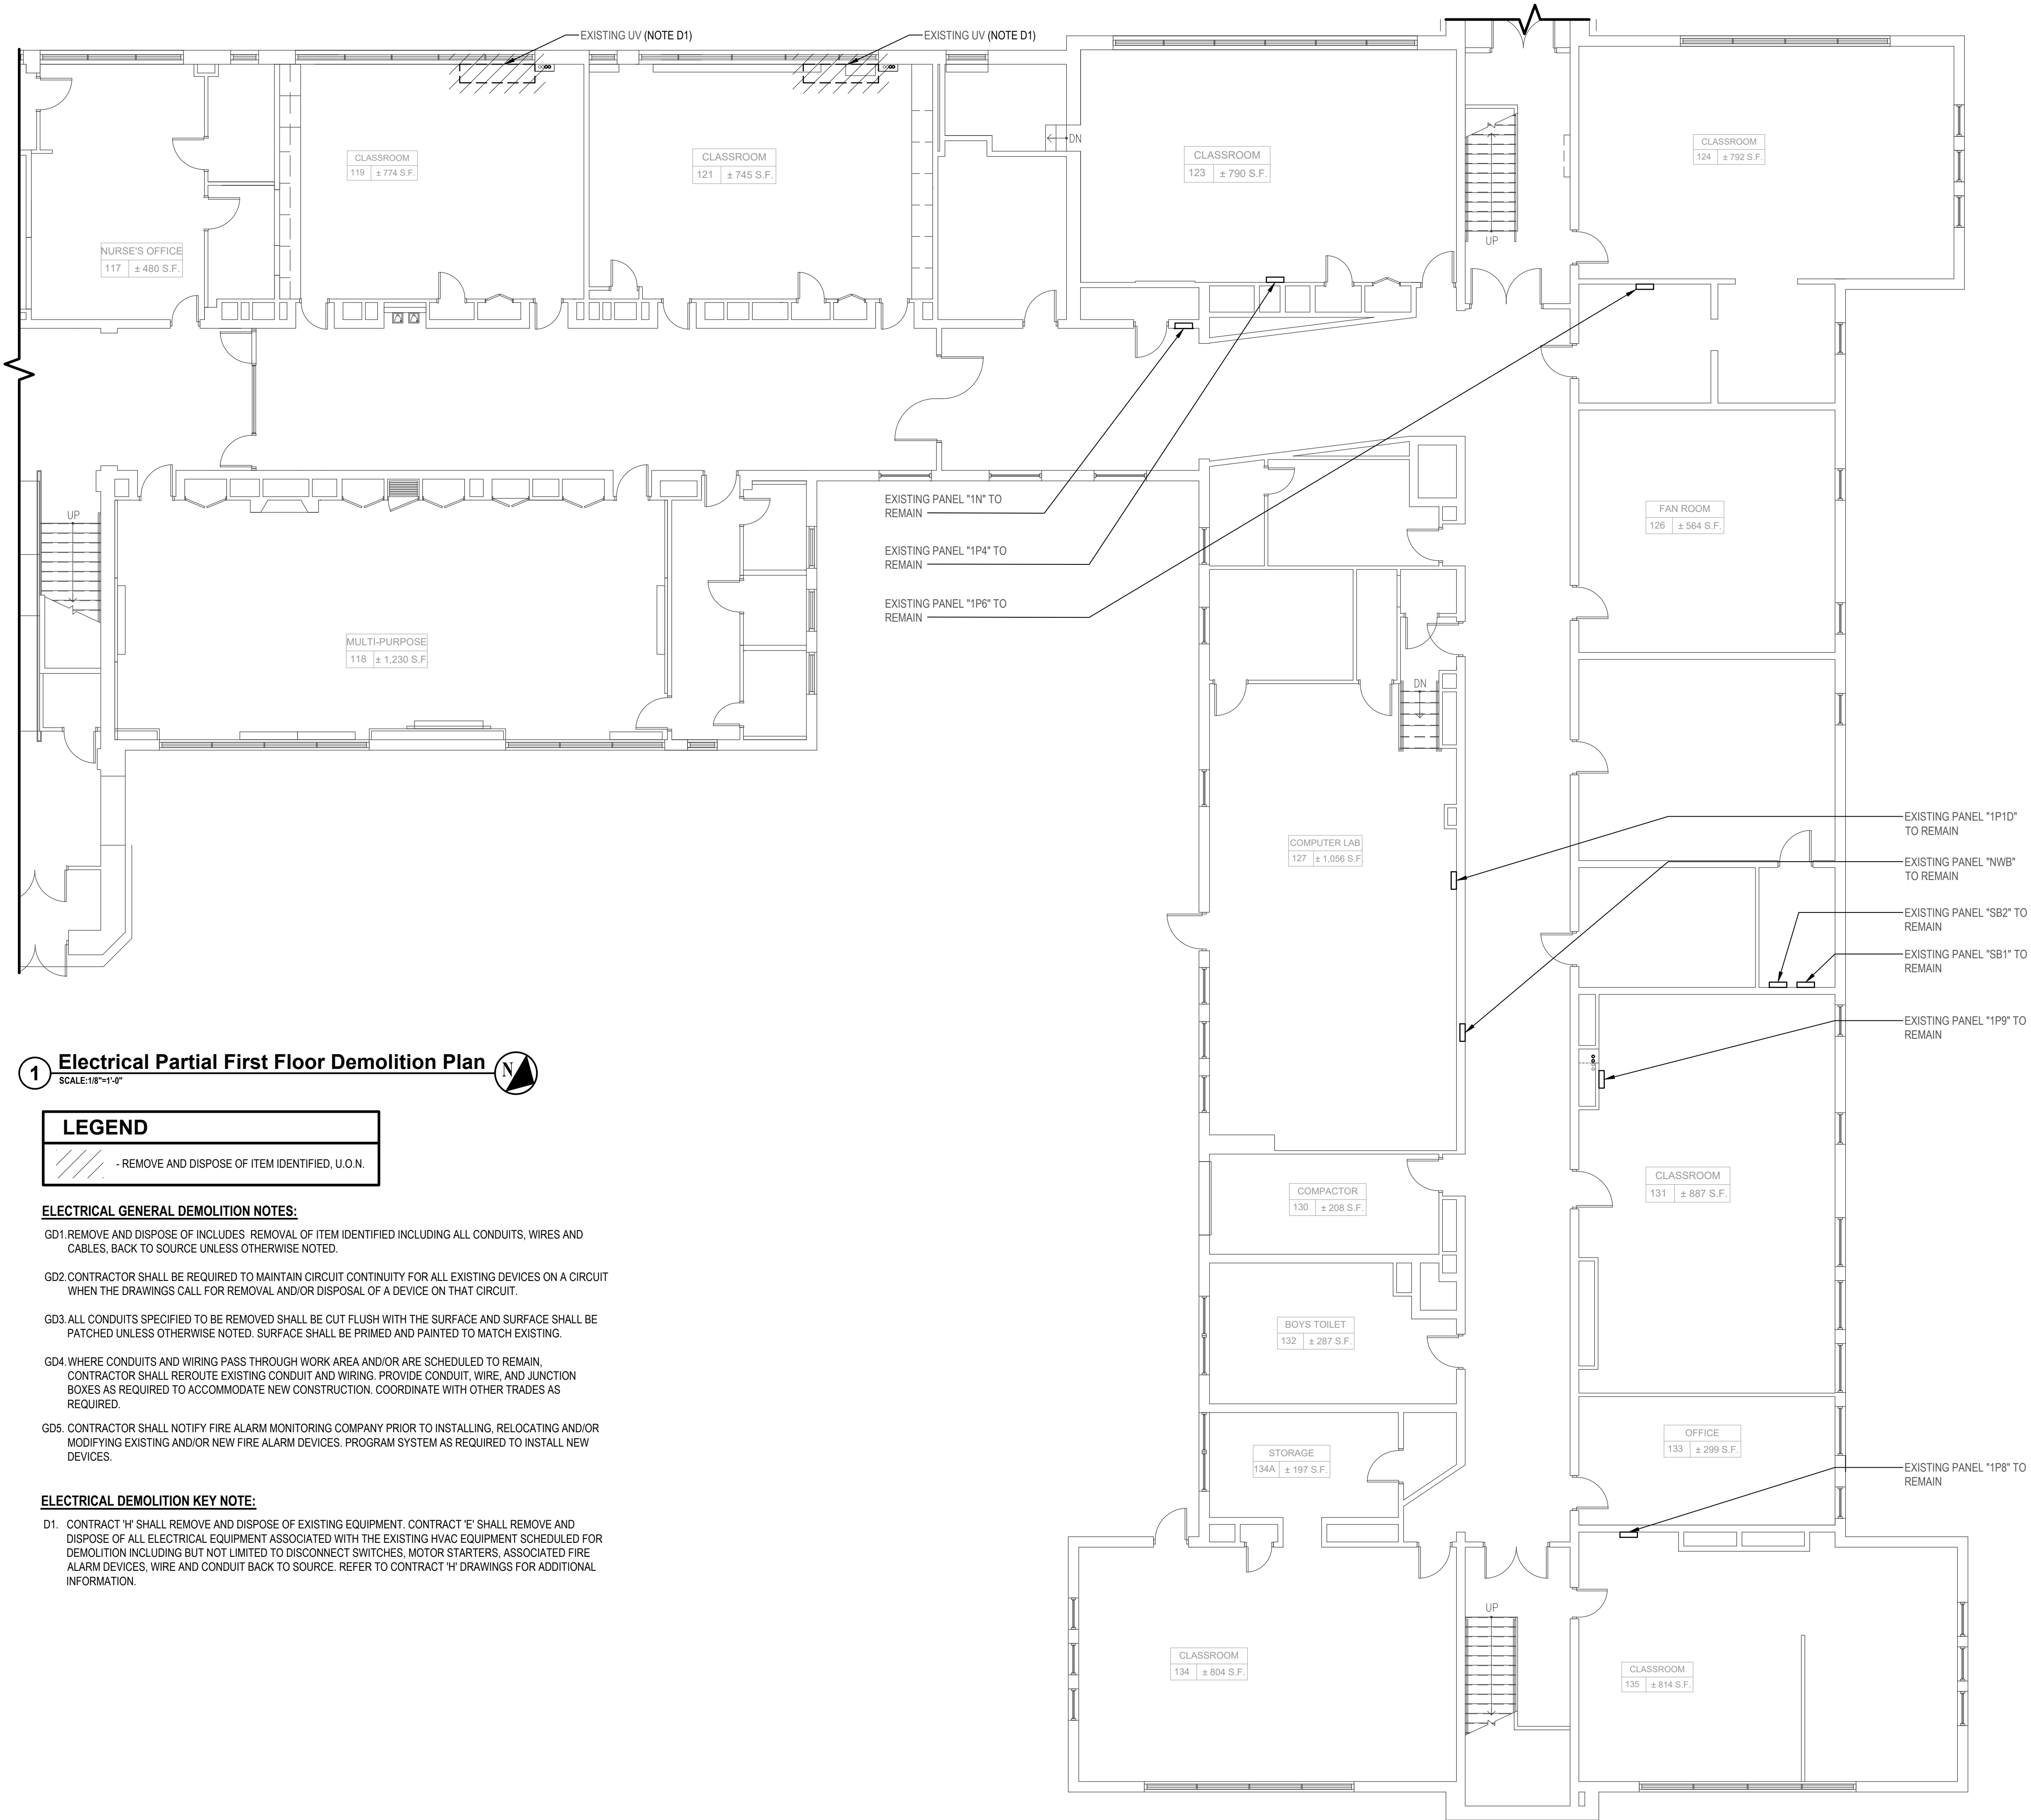 EXISTING UV (NOTE D1)
EXISTING UV (NOTE D1)
NURSE'S OFFICE
117 ± 480 S.F.
CLASSROOM
119 ± 774 S.F.
CLASSROOM
121 ± 745 S.F.
DN
CLASSROOM
123 ± 790 S.F.
UP
CLASSROOM
124 ± 792 S.F.
UP
MULTI-PURPOSE
118 ± 1,230 S.F.
EXISTING PANEL "1N" TO
REMAIN
EXISTING PANEL "1P4" TO
REMAIN
EXISTING PANEL "1P6" TO
REMAIN
FAN ROOM
126 ± 564 S.F.
DN
COMPUTER LAB
127 ± 1,056 S.F.
EXISTING PANEL "1P1D"
TO REMAIN
EXISTING PANEL "NWB"
TO REMAIN
EXISTING PANEL "SB2" TO
REMAIN
EXISTING PANEL "SB1" TO
REMAIN
EXISTING PANEL "1P9" TO
REMAIN
CLASSROOM
131 ± 887 S.F.
COMPACTOR
130 ± 208 S.F.
BOYS TOILET
132 ± 287 S.F.
OFFICE
133 ± 299 S.F.
STORAGE
134A ± 197 S.F.
EXISTING PANEL "1P8" TO
REMAIN
UP
CLASSROOM
134 ± 804 S.F.
CLASSROOM
135 ± 814 S.F.
1 Electrical Partial First Floor Demolition Plan N
SCALE:1/8"=1'-0"
LEGEND
- REMOVE AND DISPOSE OF ITEM IDENTIFIED, U.O.N.
ELECTRICAL GENERAL DEMOLITION NOTES:
GD1. REMOVE AND DISPOSE OF INCLUDES REMOVAL OF ITEM IDENTIFIED INCLUDING ALL CONDUITS, WIRES AND
CABLES, BACK TO SOURCE UNLESS OTHERWISE NOTED.
GD2. CONTRACTOR SHALL BE REQUIRED TO MAINTAIN CIRCUIT CONTINUITY FOR ALL EXISTING DEVICES ON A CIRCUIT
WHEN THE DRAWINGS CALL FOR REMOVAL AND/OR DISPOSAL OF A DEVICE ON THAT CIRCUIT.
GD3. ALL CONDUITS SPECIFIED TO BE REMOVED SHALL BE CUT FLUSH WITH THE SURFACE AND SURFACE SHALL BE
PATCHED UNLESS OTHERWISE NOTED. SURFACE SHALL BE PRIMED AND PAINTED TO MATCH EXISTING.
GD4. WHERE CONDUITS AND WIRING PASS THROUGH WORK AREA AND/OR ARE SCHEDULED TO REMAIN,
CONTRACTOR SHALL REROUTE EXISTING CONDUIT AND WIRING. PROVIDE CONDUIT, WIRE, AND JUNCTION
BOXES AS REQUIRED TO ACCOMMODATE NEW CONSTRUCTION. COORDINATE WITH OTHER TRADES AS
REQUIRED.
GD5. CONTRACTOR SHALL NOTIFY FIRE ALARM MONITORING COMPANY PRIOR TO INSTALLING, RELOCATING AND/OR
MODIFYING EXISTING AND/OR NEW FIRE ALARM DEVICES. PROGRAM SYSTEM AS REQUIRED TO INSTALL NEW
DEVICES.
ELECTRICAL DEMOLITION KEY NOTE:
D1. CONTRACT 'H' SHALL REMOVE AND DISPOSE OF EXISTING EQUIPMENT. CONTRACT 'E' SHALL REMOVE AND
DISPOSE OF ALL ELECTRICAL EQUIPMENT ASSOCIATED WITH THE EXISTING HVAC EQUIPMENT SCHEDULED FOR
DEMOLITION INCLUDING BUT NOT LIMITED TO DISCONNECT SWITCHES, MOTOR STARTERS, ASSOCIATED FIRE
ALARM DEVICES, WIRE AND CONDUIT BACK TO SOURCE. REFER TO CONTRACT 'H' DRAWINGS FOR ADDITIONAL
INFORMATION.